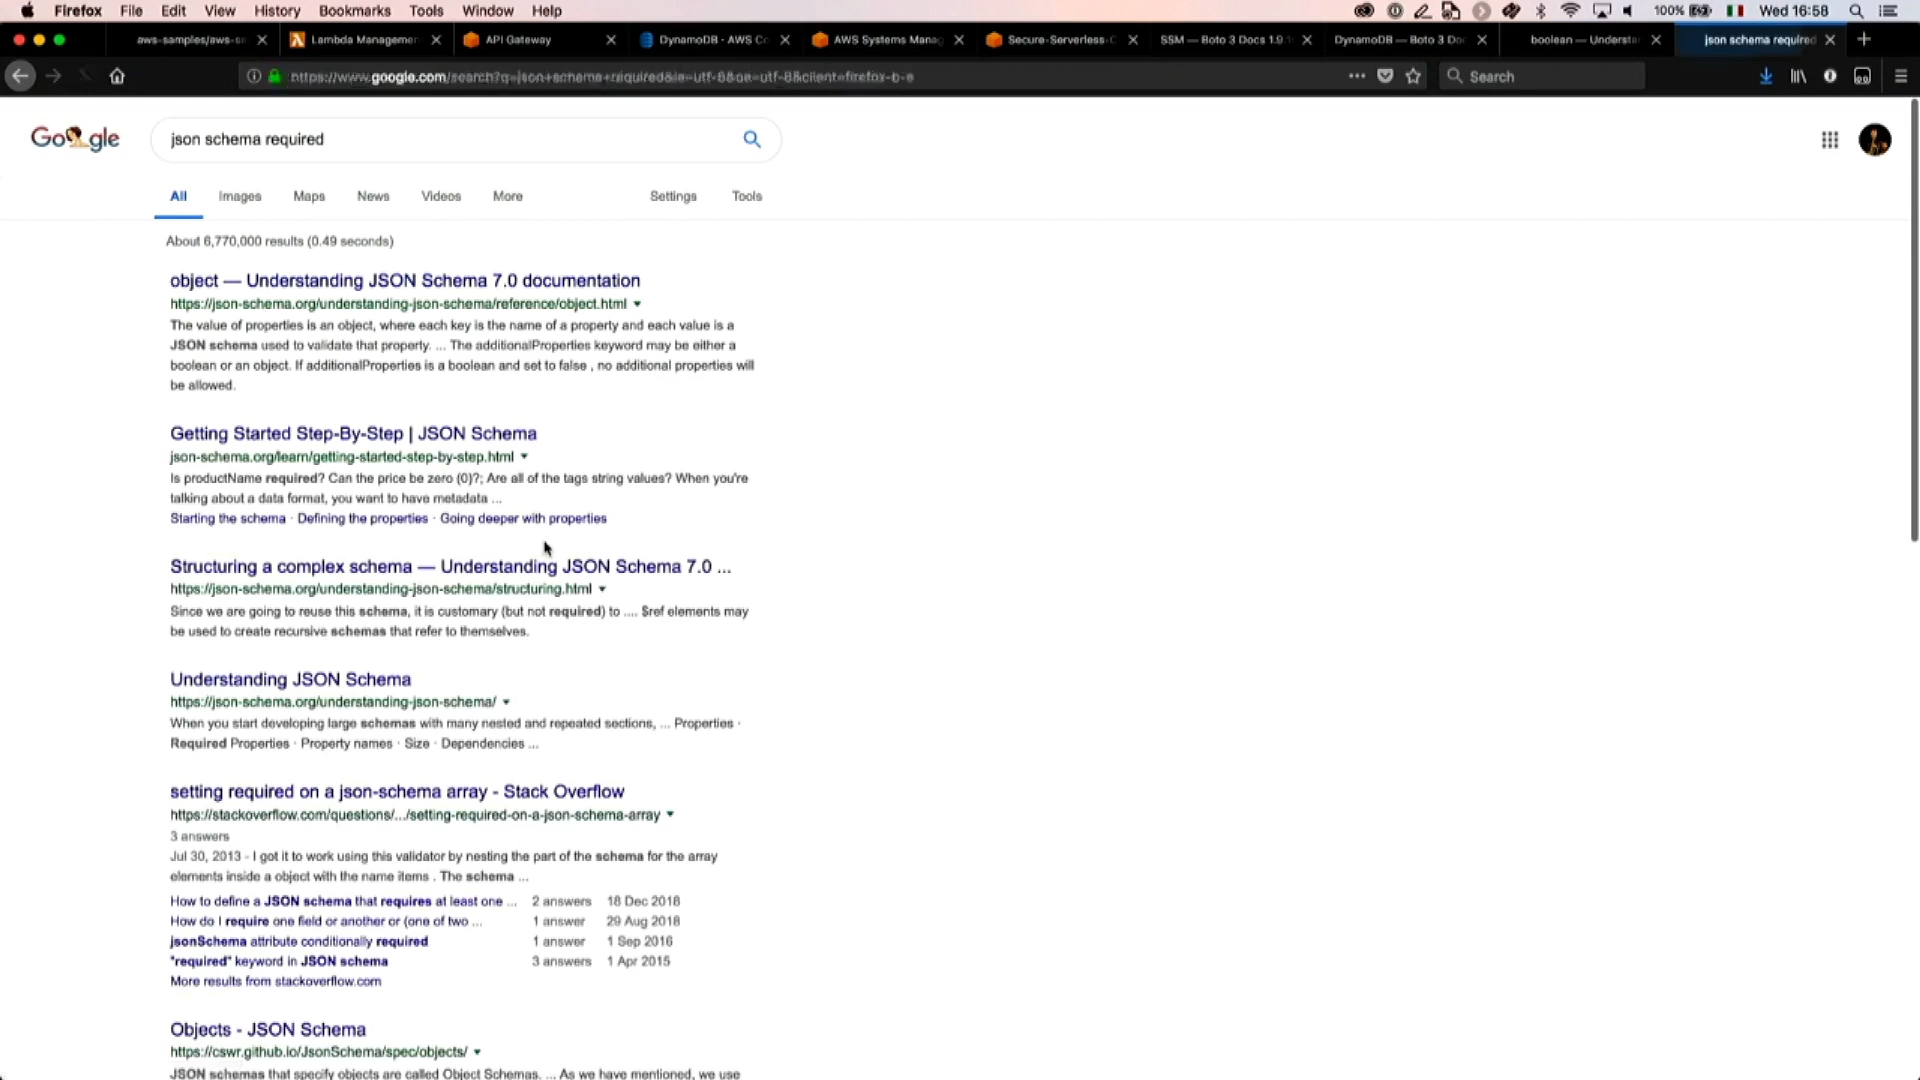 Firefox File Edit View History Bookmarks Tools Window Help 100% Wed 16:58
aws-samples/aws-s Lambda Managemen API Gateway DynamoDB · AWS Co AWS Systems Mana Secure-Serverless- SSM — Boto 3 Docs 1.9. DynamoDB — Boto 3 Do boolean — Understa json schema required
https://www.google.com/search?q=json+schema+required&ie=utf-8&oe=utf-8&client=firefox-b-e Search
Google json schema required
All Images Maps News Videos More Settings Tools
About 6,770,000 results (0.49 seconds)
object — Understanding JSON Schema 7.0 documentation
https://json-schema.org/understanding-json-schema/reference/object.html
The value of properties is an object, where each key is the name of a property and each value is a
JSON schema used to validate that property. ... The additionalProperties keyword may be either a
boolean or an object. If additionalProperties is a boolean and set to false , no additional properties will
be allowed.
Getting Started Step-By-Step | JSON Schema
json-schema.org/learn/getting-started-step-by-step.html
Is productName required? Can the price be zero (0)?; Are all of the tags string values? When you're
talking about a data format, you want to have metadata ...
Starting the schema · Defining the properties · Going deeper with properties
Structuring a complex schema — Understanding JSON Schema 7.0 ...
https://json-schema.org/understanding-json-schema/structuring.html
Since we are going to reuse this schema, it is customary (but not required) to .... $ref elements may
be used to create recursive schemas that refer to themselves.
Understanding JSON Schema
https://json-schema.org/understanding-json-schema/
When you start developing large schemas with many nested and repeated sections, ... Properties ·
Required Properties · Property names · Size · Dependencies ...
setting required on a json-schema array - Stack Overflow
https://stackoverflow.com/questions/.../setting-required-on-a-json-schema-array
3 answers
Jul 30, 2013 - I got it to work using this validator by nesting the part of the schema for the array
elements inside a object with the name items . The schema ...
How to define a JSON schema that requires at least one ... 2 answers 18 Dec 2018
How do I require one field or another or (one of two ... 1 answer 29 Aug 2018
jsonSchema attribute conditionally required 1 answer 1 Sep 2016
"required" keyword in JSON schema 3 answers 1 Apr 2015
More results from stackoverflow.com
Objects - JSON Schema
https://cswr.github.io/JsonSchema/spec/objects/
JSON schemas that specify objects are called Object Schemas. ... As we have mentioned, we use